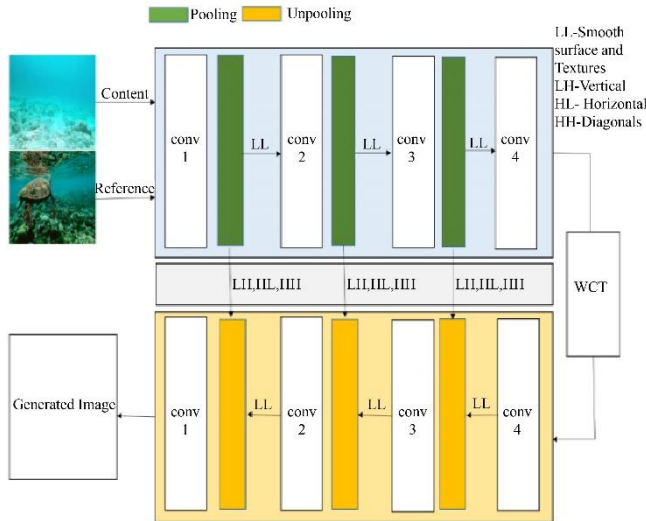 Pooling
Unpooling
LL-Smooth
surface and
Textures
LH-Vertical
HL- Horizontal
HH-Diagonals
Content
Reference
conv
1
LL
conv
2
LL
conv
3
LL
conv
4
LH,HL,HH
LH,HL,HH
LH,HL,HH
WCT
Generated Image
conv
1
LL
conv
2
LL
conv
3
LL
conv
4